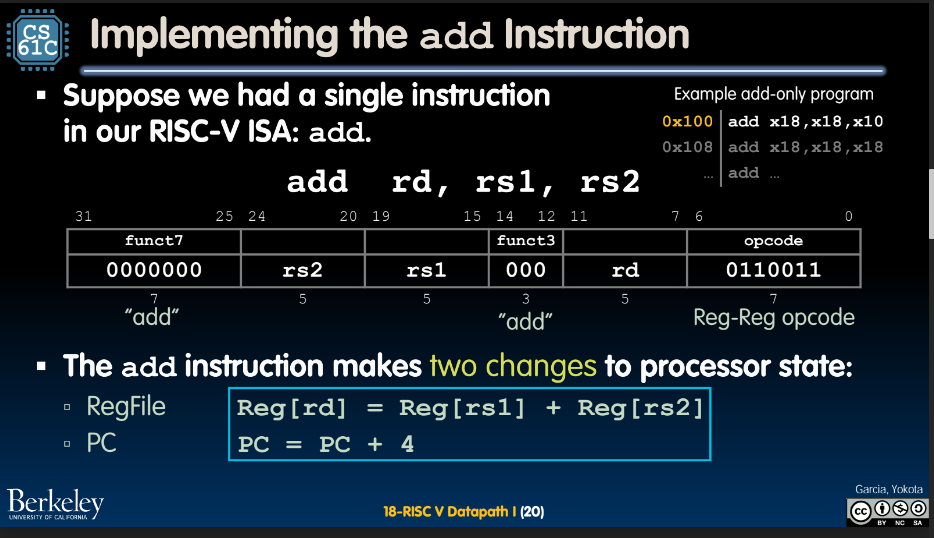 CS
61C
Implementing the add Instruction
▪ Suppose we had a single instruction
in our RISC-V ISA: add.
Example add-only program
0x100 add x18,x18,x10
0x108 add x18,x18,x18
… add …
add rd, rs1, rs2
31 25 24 20 19 15 14 12 11 7 6 0
funct7 funct3 opcode
0000000 rs2 rs1 000 rd 0110011
7 5 5 3 5 7
"add" "add" Reg-Reg opcode
▪ The add instruction makes two changes to processor state:
▫ RegFile Reg[rd] = Reg[rs1] + Reg[rs2]
▫ PC PC = PC + 4
Berkeley
UNIVERSITY OF CALIFORNIA
18-RISC V Datapath I (20)
Garcia, Yokota
cc
BY NC SA